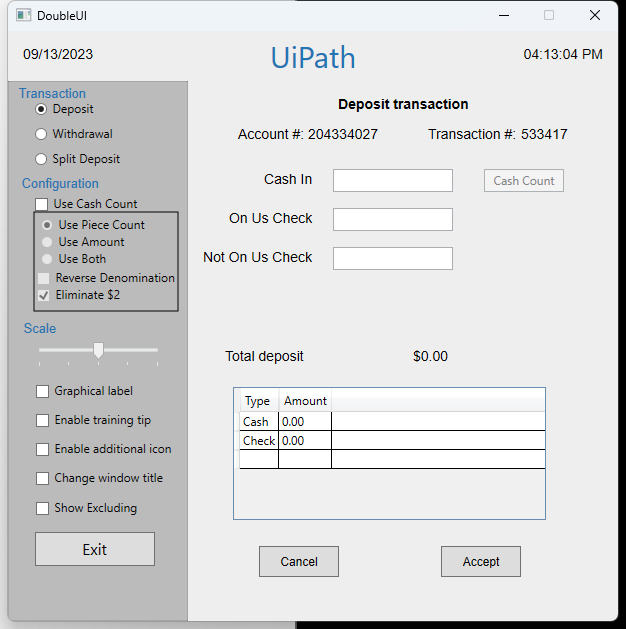 DoubleUI
09/13/2023
UiPath
04:13:04 PM
Transaction
Deposit
Withdrawal
Split Deposit
Configuration
Use Cash Count
Use Piece Count
Use Amount
Use Both
Reverse Denomination
Eliminate $2
Scale
Graphical label
Enable training tip
Enable additional icon
Change window title
Show Excluding
Exit
Deposit transaction
Account #: 204334027 Transaction #: 533417
Cash In Cash Count
On Us Check
Not On Us Check
Total deposit $0.00
Type Amount
Cash 0.00
Check 0.00
Cancel Accept